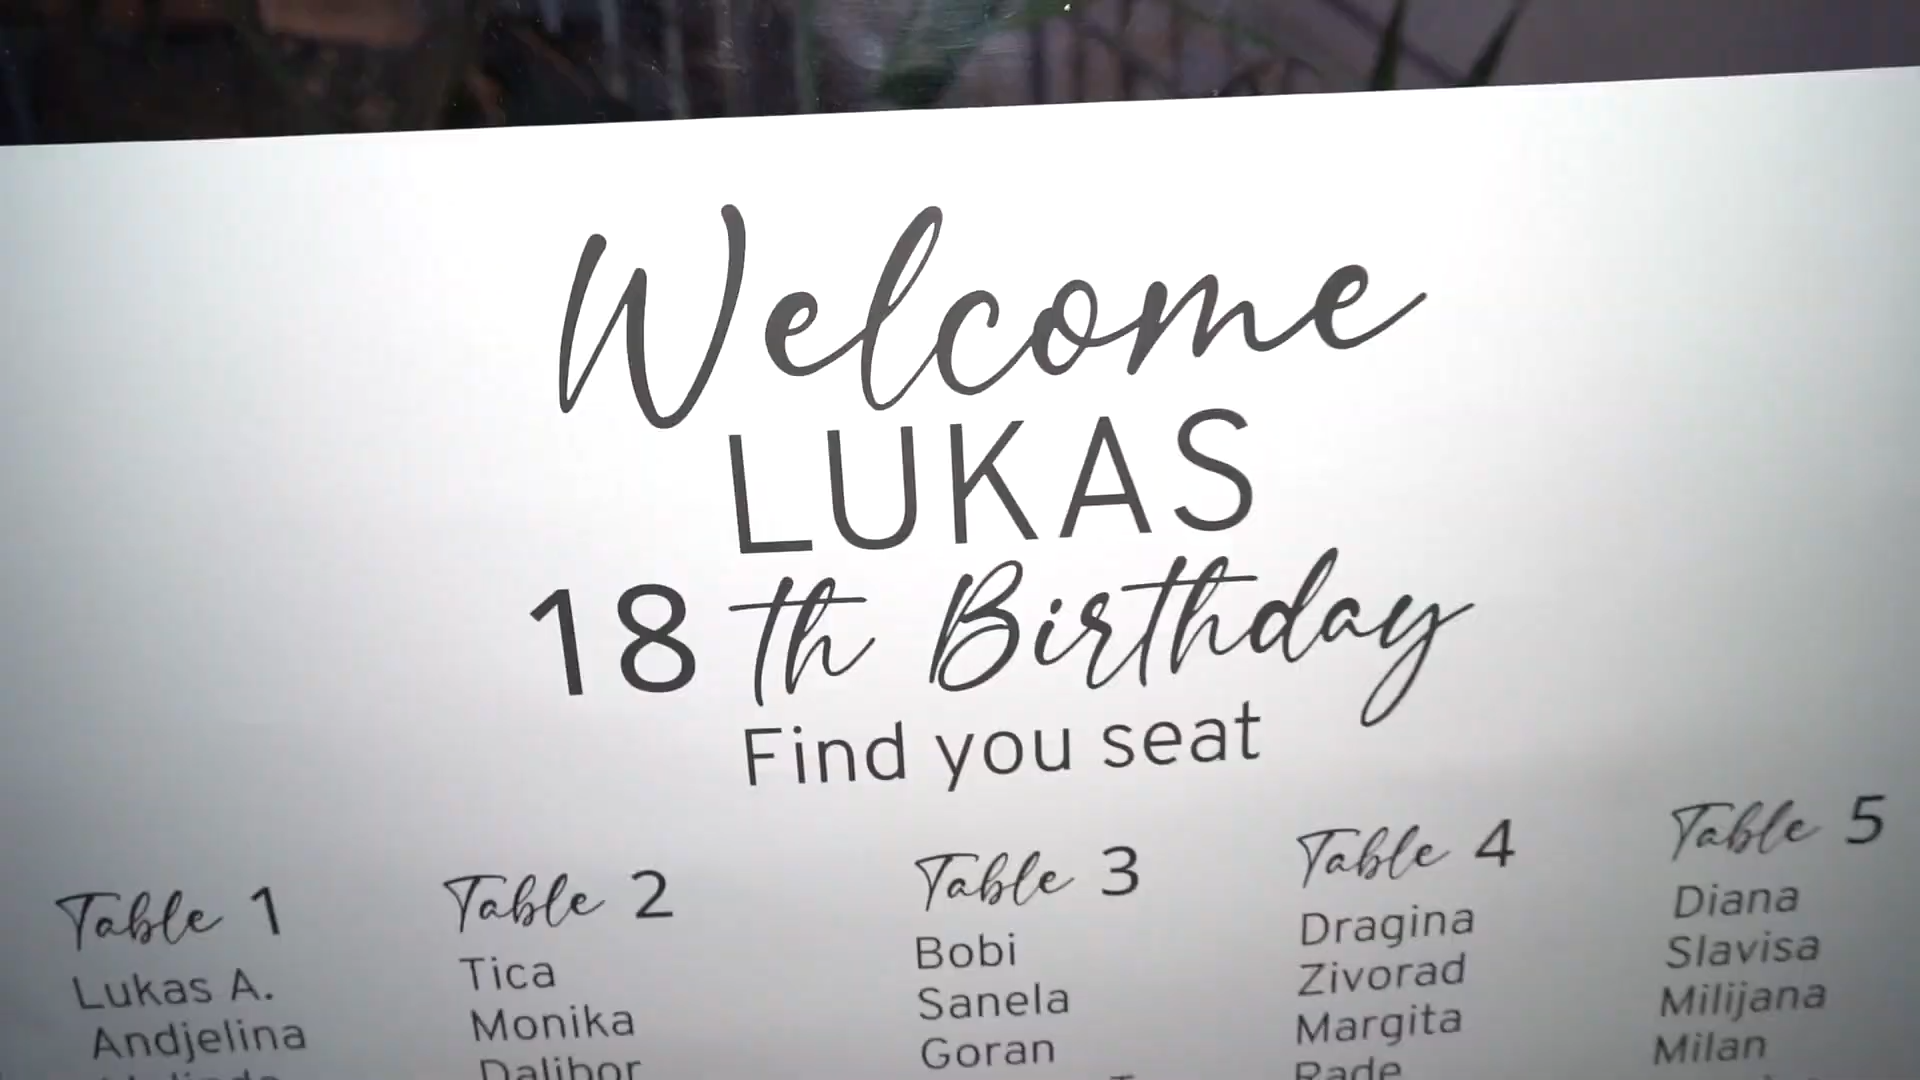 Welcome
LUKAS
18 th Birthday
Find you seat
Table 1
Lukas A.
Andjelina
Table 2
Tica
Monika
Dalibor
Table 3
Bobi
Sanela
Goran
Table 4
Dragina
Zivorad
Margita
Rade
Table 5
Diana
Slavisa
Milijana
Milan